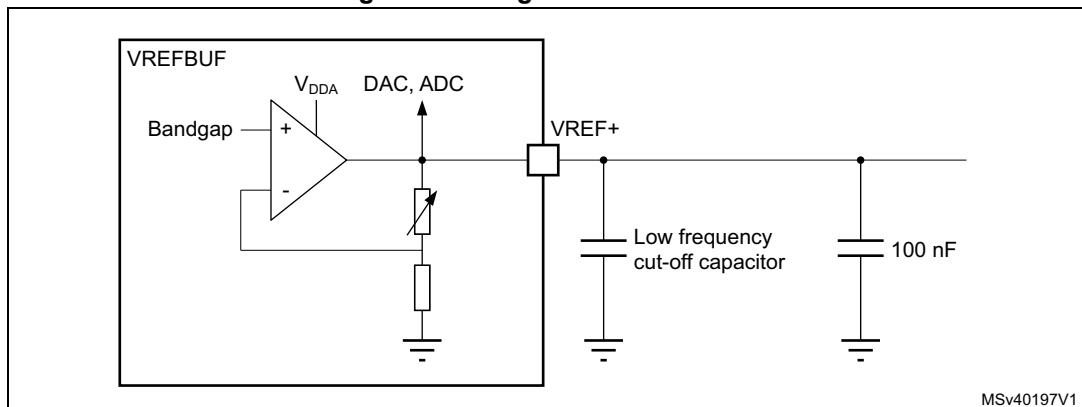 VREFBUF
VDDA
DAC, ADC
Bandgap
+
-
VREF+
Low frequency
cut-off capacitor
100 nF
MSv40197V1